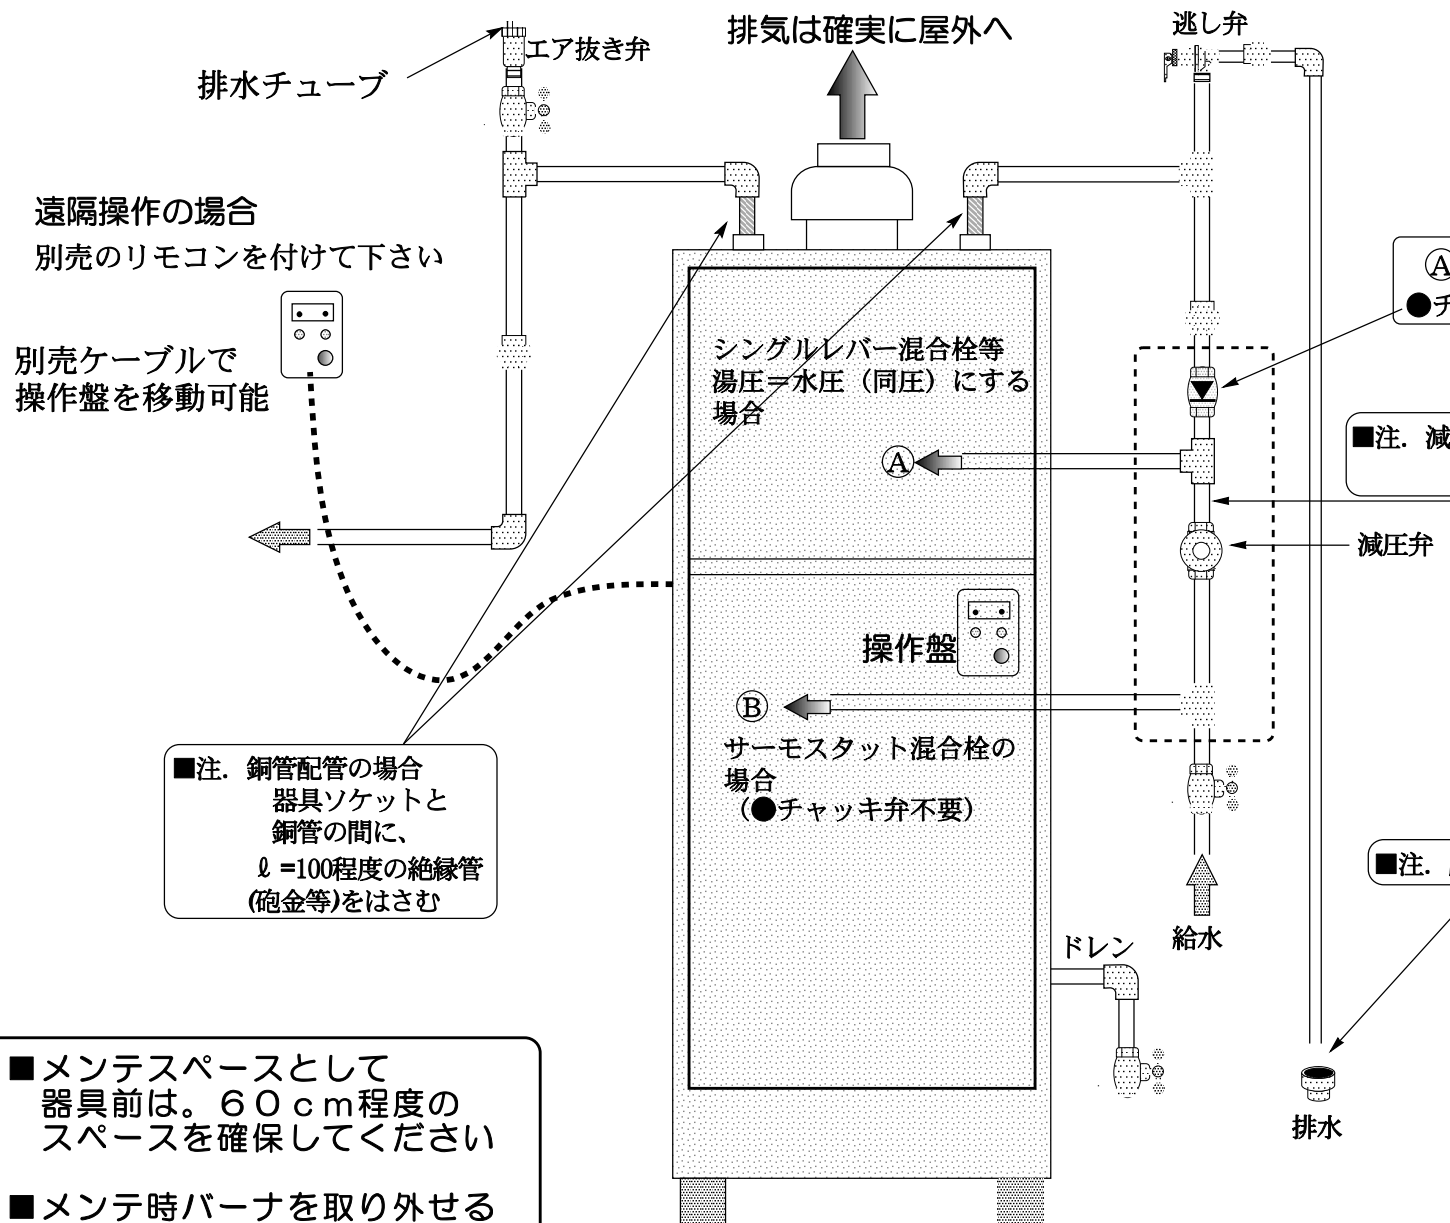 排気は確実に屋外へ
逃し弁
エア抜き弁
排水チューブ
遠隔操作の場合
別売のリモコンを付けて下さい
別売ケーブルで
操作盤を移動可能
Ⓐ
●チ
シングルレバー混合栓等
湯圧＝水圧（同圧）にする
場合
Ⓐ
■注．減
減圧弁
操作盤
Ⓑ
サーモスタット混合栓の
場合
（●チャッキ弁不要）
■注．銅管配管の場合
器具ソケットと
銅管の間に、
ℓ =100程度の絶縁管
(砲金等)をはさむ
■注．
給水
ドレン
排水
■メンテスペースとして
器具前は。６０ｃｍ程度の
スペースを確保してください
■メンテ時バーナを取り外せる